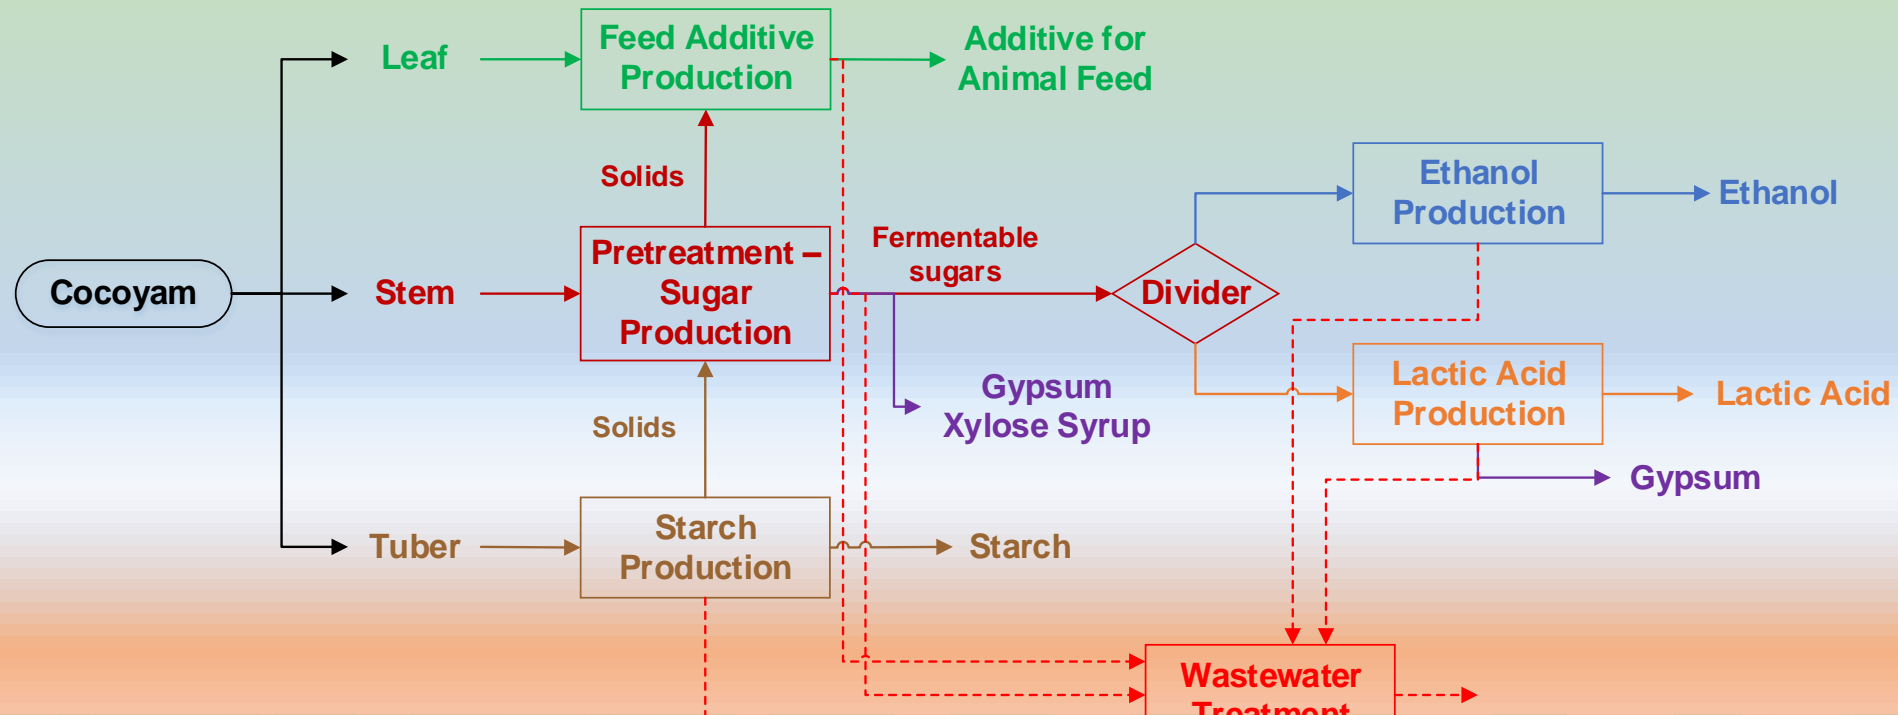 Leaf
Feed Additive
Production
Additive for
Animal Feed
Solids
Ethanol
Production
Ethanol
Cocoyam
Stem
Pretreatment –
Sugar
Production
Fermentable
sugars
Divider
Gypsum
Xylose Syrup
Lactic Acid
Production
Lactic Acid
Solids
Gypsum
Tuber
Starch
Production
Starch
Wastewater
Treatment